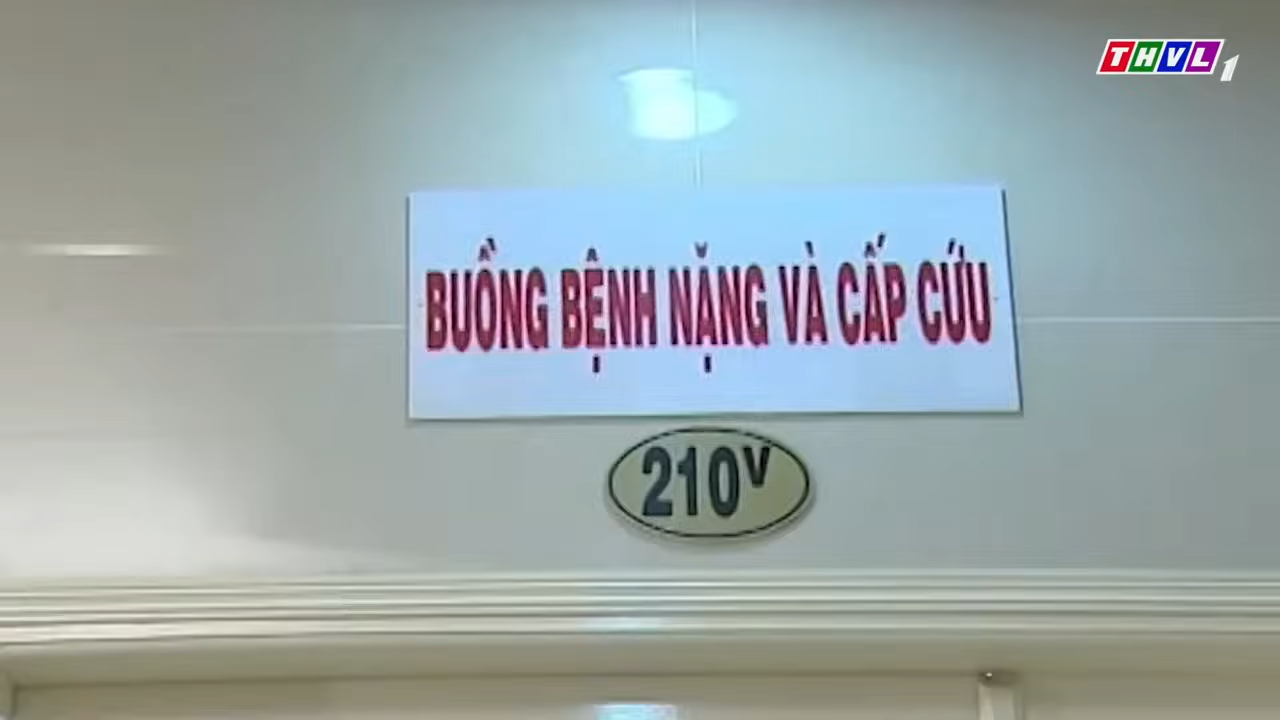 THVL1
BUỒNG BỆNH NẶNG VÀ CẤP CỨU
210V